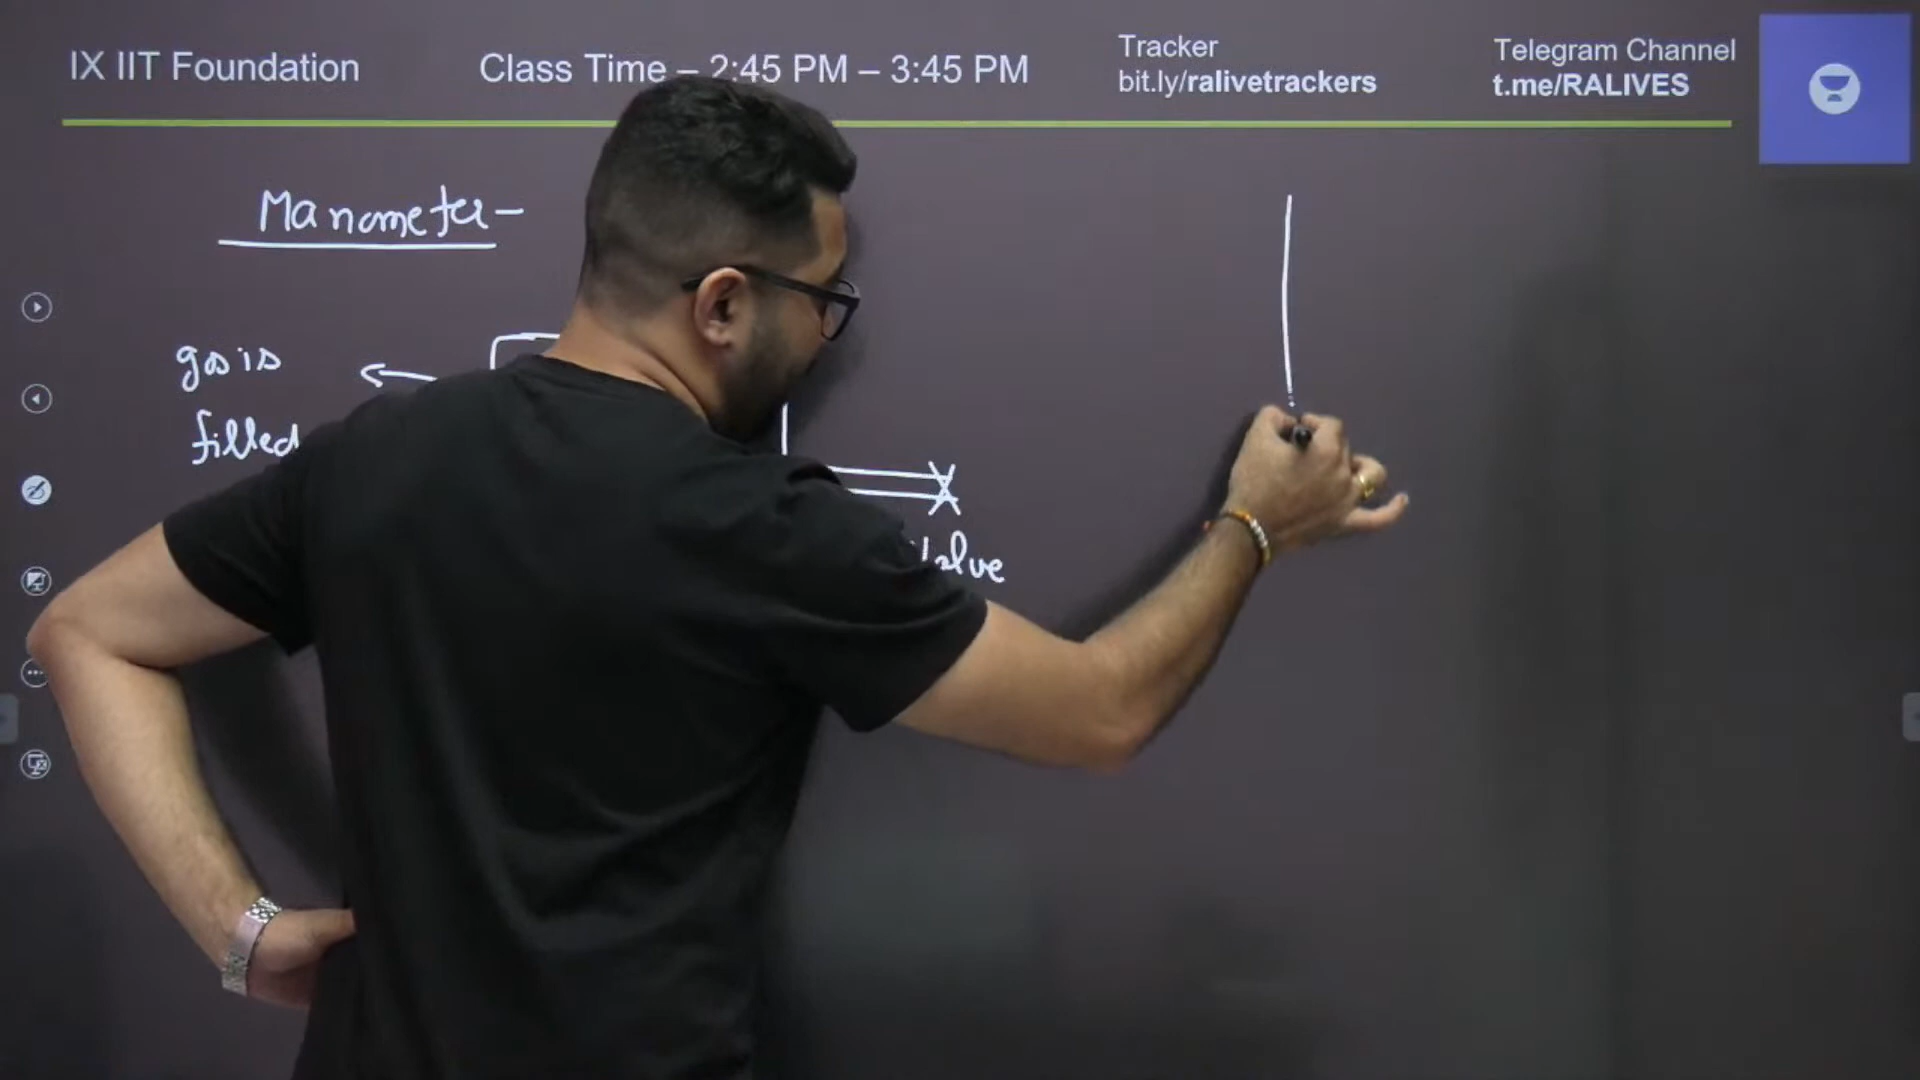 IX IIT Foundation
Class Time – 2:45 PM – 3:45 PM
Tracker
bit.ly/ralivetrackers
Telegram Channel
t.me/RALIVES
Manometer-
gas is
filled
Valve